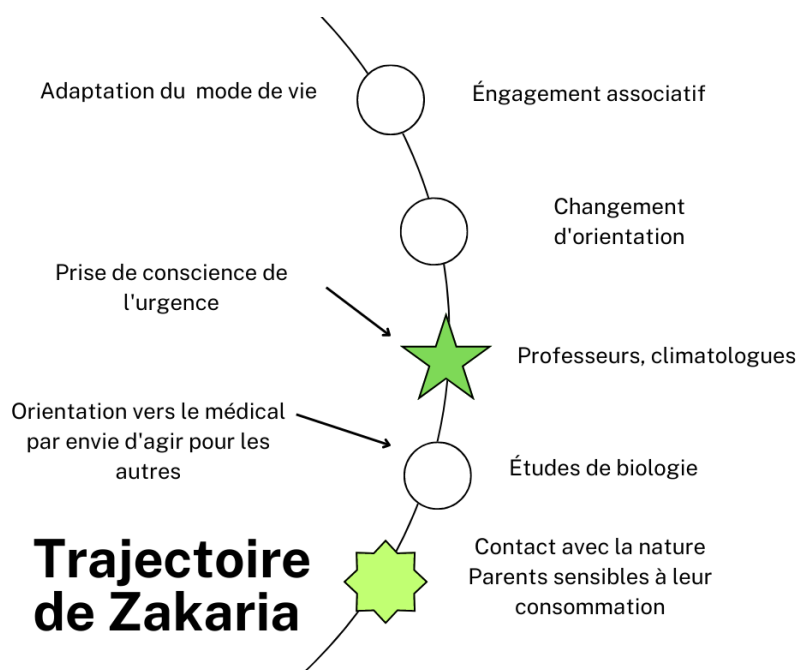 Adaptation du mode de vie
Éngagement associatif
Changement
d'orientation
Prise de conscience de
l'urgence
Professeurs, climatologues
Orientation vers le médical
par envie d'agir pour les
autres
Études de biologie
Contact avec la nature
Parents sensibles à leur
consommation
Trajectoire
de Zakaria